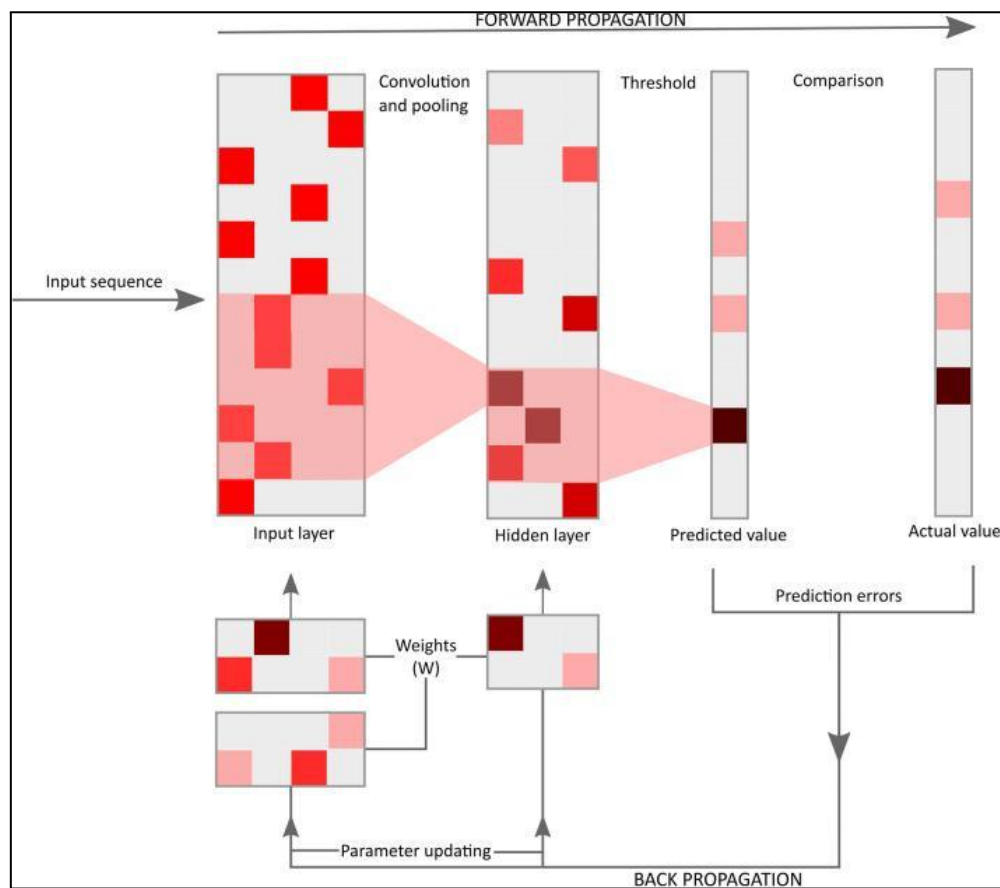 FORWARD PROPAGATION
Convolution
and pooling
Threshold
Comparison
Input sequence
Input layer
Hidden layer
Predicted value
Actual value
Prediction errors
Weights
(W)
Parameter updating
BACK PROPAGATION